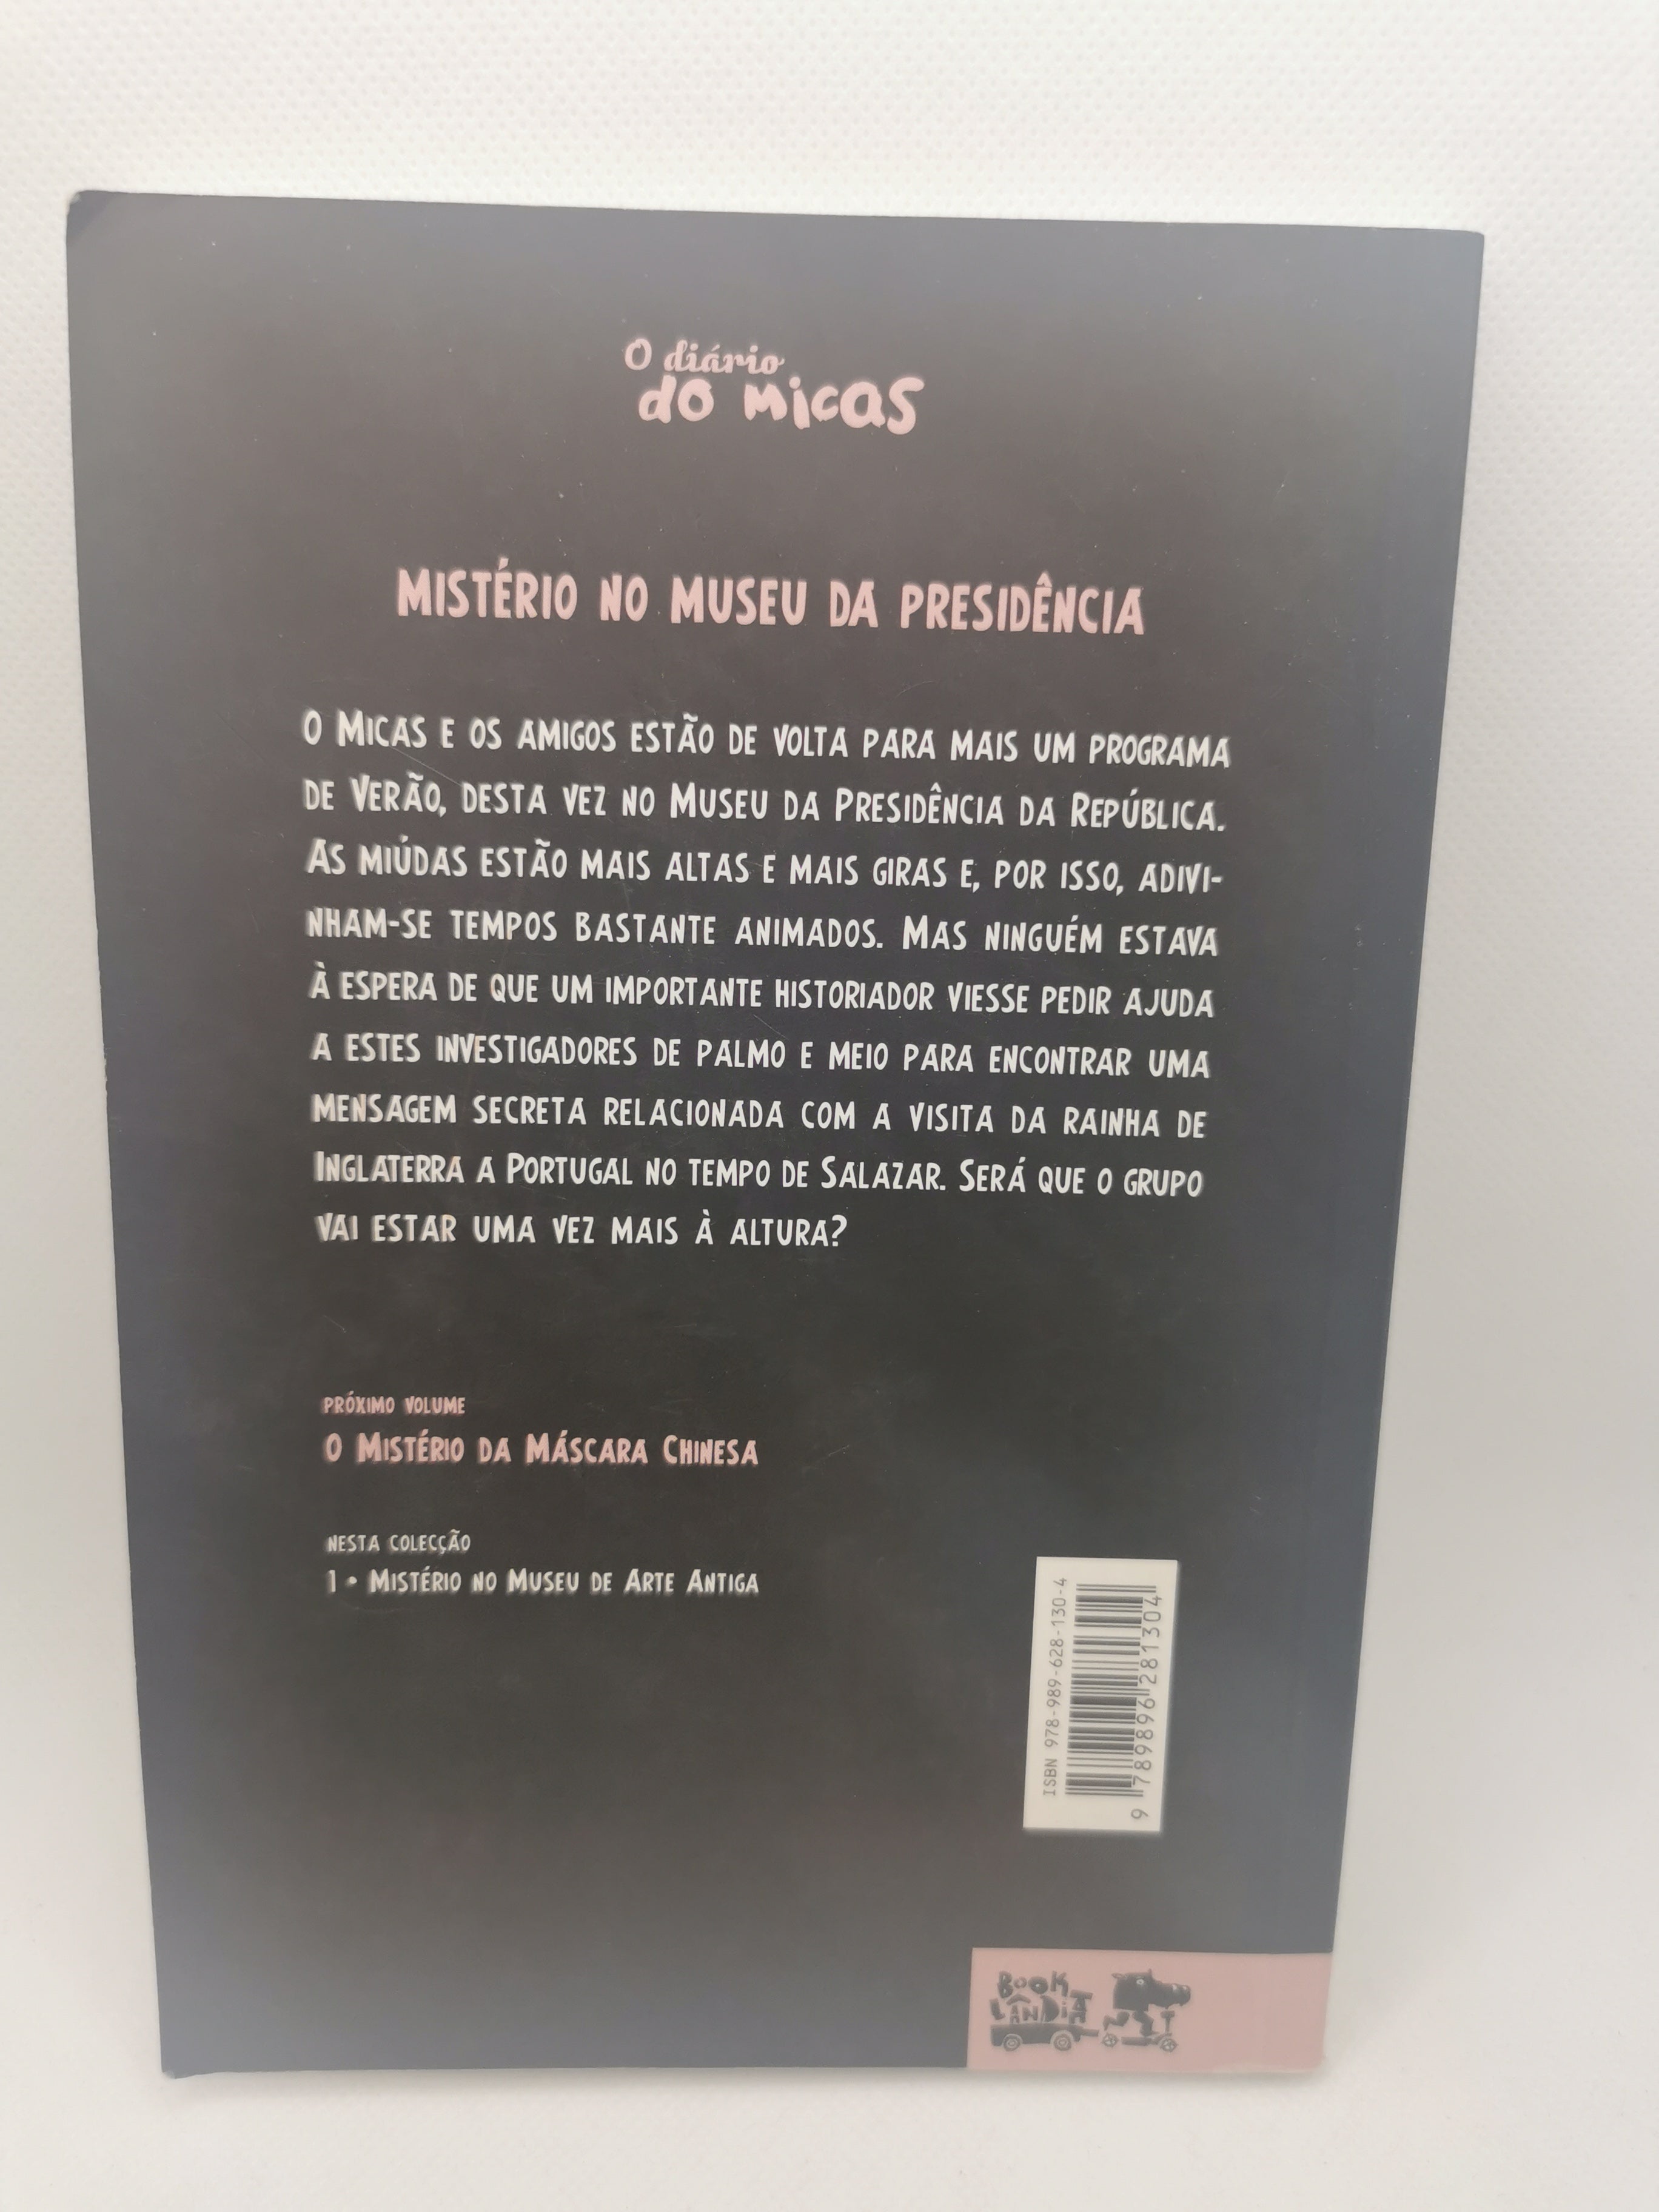 O diário
do Micas
MISTÉRIO NO MUSEU DA PRESIDÊNCIA
O MICAS E OS AMIGOS ESTÃO DE VOLTA PARA MAIS UM PROGRAMA
DE VERÃO, DESTA VEZ NO MUSEU DA PRESIDÊNCIA DA REPÚBLICA.
AS MIÚDAS ESTÃO MAIS ALTAS E MAIS GIRAS E, POR ISSO, ADIVI-
NHAM-SE TEMPOS BASTANTE ANIMADOS. MAS NINGUÉM ESTAVA
À ESPERA DE QUE UM IMPORTANTE HISTORIADOR VIESSE PEDIR AJUDA
A ESTES INVESTIGADORES DE PALMO E MEIO PARA ENCONTRAR UMA
MENSAGEM SECRETA RELACIONADA COM A VISITA DA RAINHA DE
INGLATERRA A PORTUGAL NO TEMPO DE SALAZAR. SERÁ QUE O GRUPO
VAI ESTAR UMA VEZ MAIS À ALTURA?
PRÓXIMO VOLUME
O MISTÉRIO DA MÁSCARA CHINESA
NESTA COLECÇÃO
1 • MISTÉRIO NO MUSEU DE ARTE ANTIGA
ISBN 978-989-628-130-4
9 789896 281304
BOOK
LÂNDIA